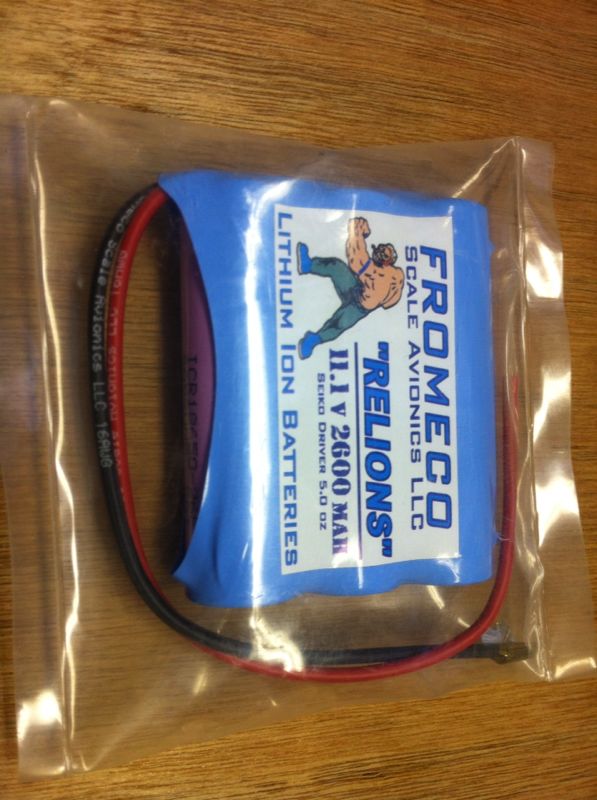 FROMECO
SCALE AVIONICS LLC
"RELIONS"
11.1 V 2600 MAH
SEIKO DRIVER 5.0 OZ
LITHIUM ION BATTERIES
Scale Avionics LLC 16AWG